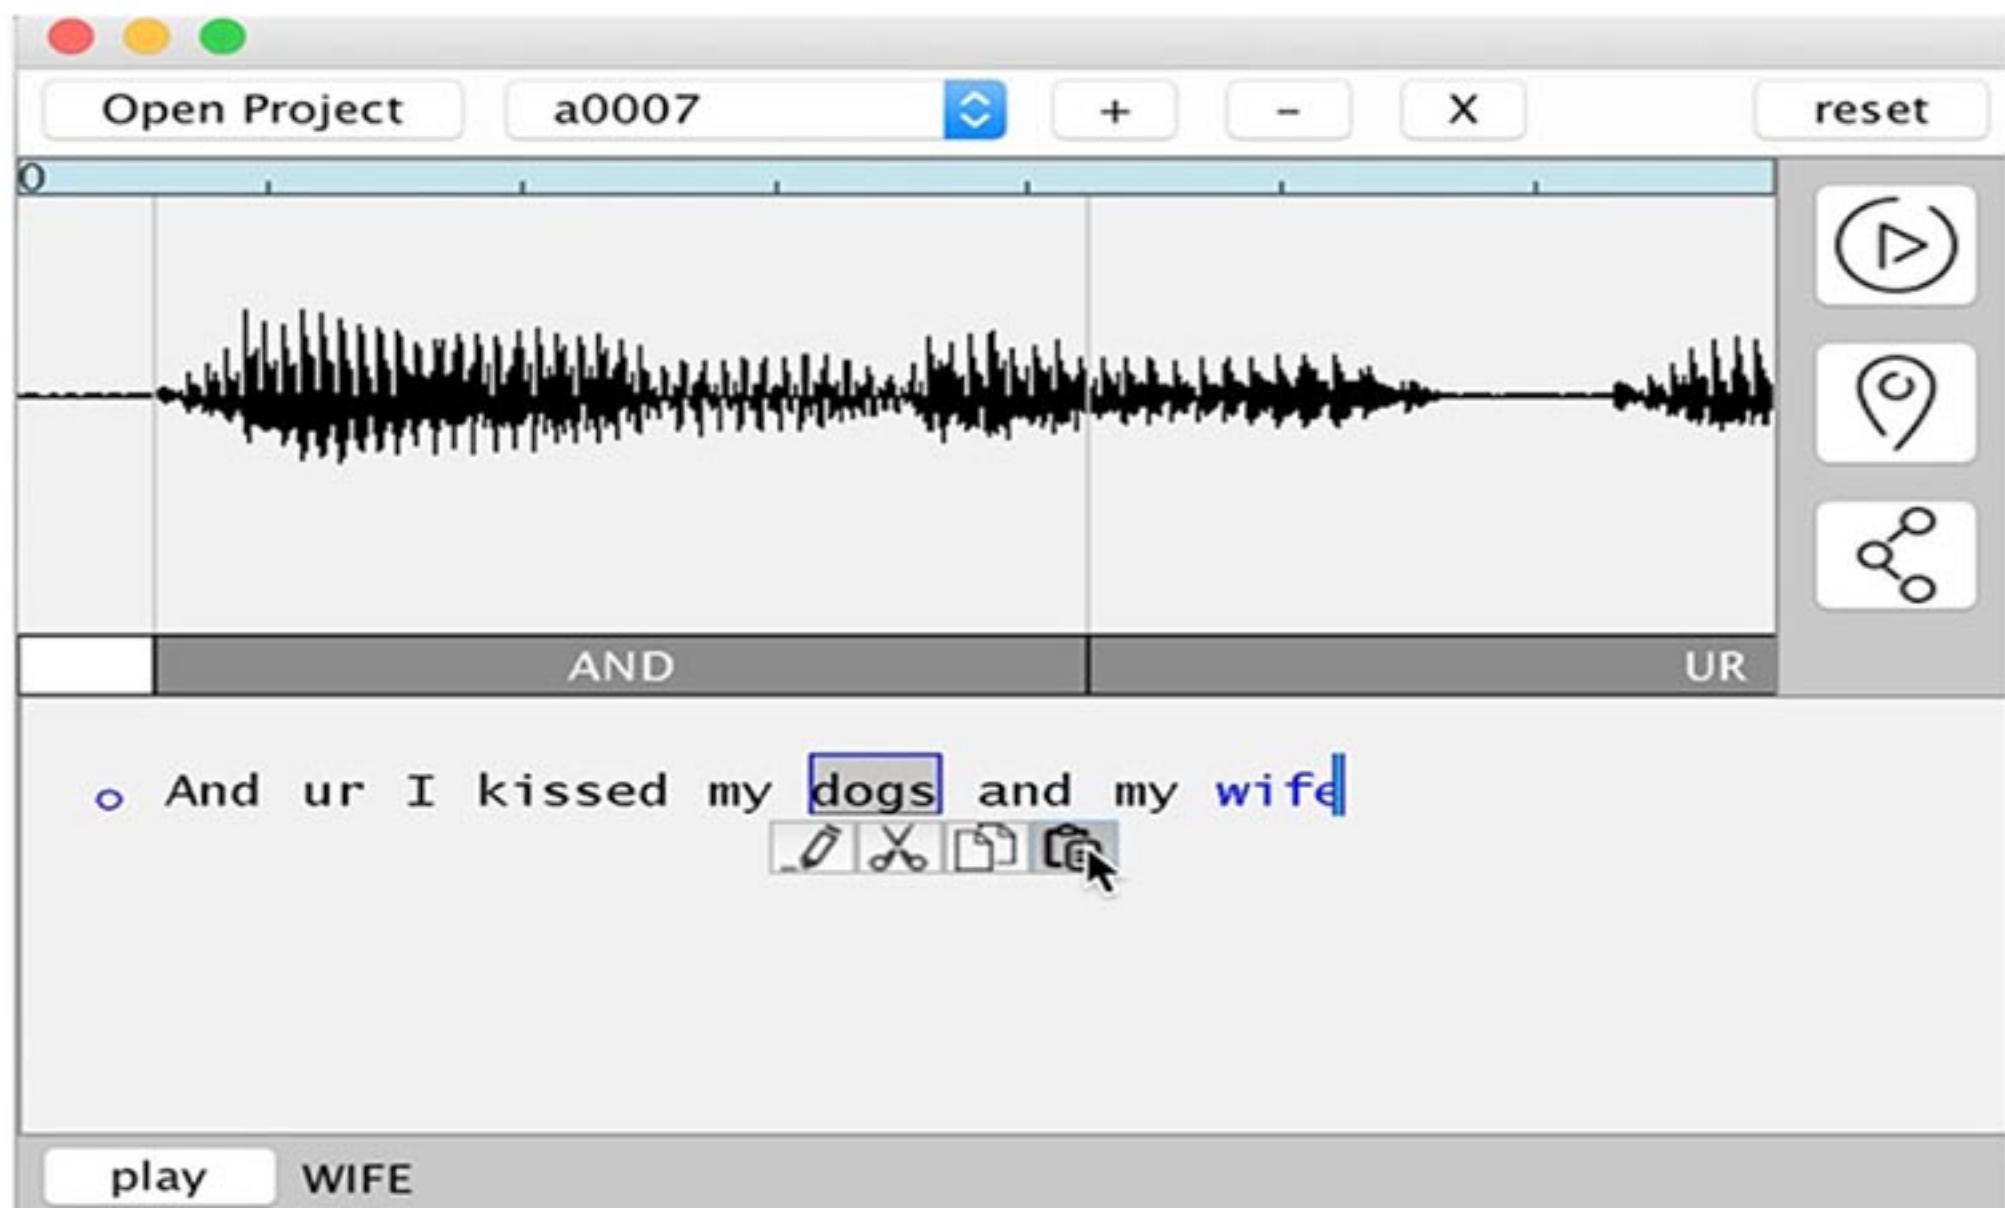 Open Project a0007 + - X reset
0
AND UR
And ur I kissed my dogs and my wife
play WIFE